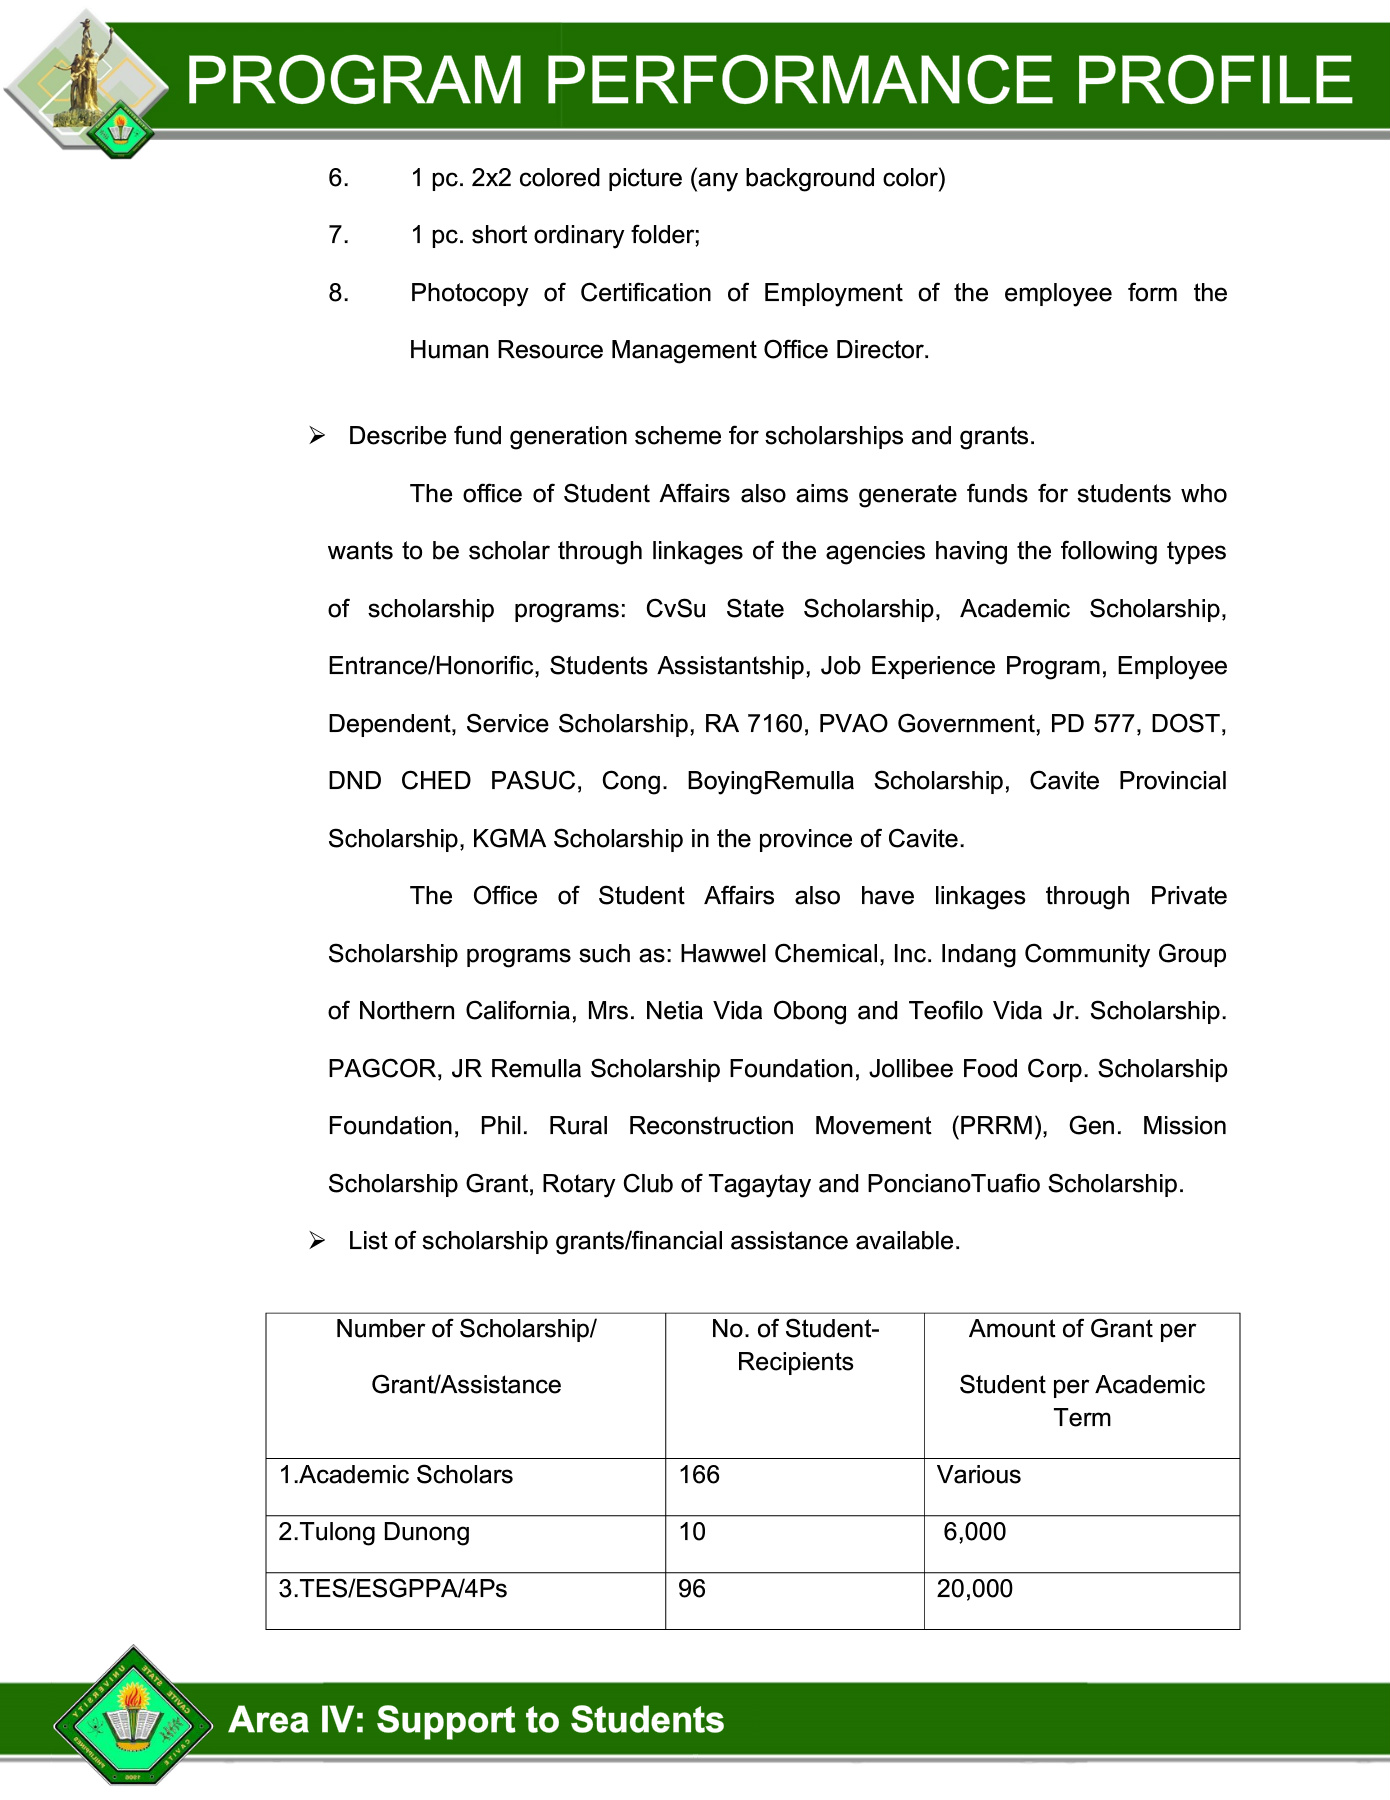 PROGRAM PERFORMANCE PROFILE
6. 1 pc. 2x2 colored picture (any background color)
7. 1 pc. short ordinary folder;
8. Photocopy of Certification of Employment of the employee form the
Human Resource Management Office Director.
➢ Describe fund generation scheme for scholarships and grants.
The office of Student Affairs also aims generate funds for students who
wants to be scholar through linkages of the agencies having the following types
of scholarship programs: CvSu State Scholarship, Academic Scholarship,
Entrance/Honorific, Students Assistantship, Job Experience Program, Employee
Dependent, Service Scholarship, RA 7160, PVAO Government, PD 577, DOST,
DND CHED PASUC, Cong. BoyingRemulla Scholarship, Cavite Provincial
Scholarship, KGMA Scholarship in the province of Cavite.
The Office of Student Affairs also have linkages through Private
Scholarship programs such as: Hawwel Chemical, Inc. Indang Community Group
of Northern California, Mrs. Netia Vida Obong and Teofilo Vida Jr. Scholarship.
PAGCOR, JR Remulla Scholarship Foundation, Jollibee Food Corp. Scholarship
Foundation, Phil. Rural Reconstruction Movement (PRRM), Gen. Mission
Scholarship Grant, Rotary Club of Tagaytay and PoncianoTuafio Scholarship.
➢ List of scholarship grants/financial assistance available.
Number of Scholarship/
Grant/Assistance
No. of Student-
Recipients
Amount of Grant per
Student per Academic
Term
1.Academic Scholars 166 Various
2.Tulong Dunong 10 6,000
3.TES/ESGPPA/4Ps 96 20,000
CAVITE STATE UNIVERSITY
CAVITE PHILIPPINES
Area IV: Support to Students